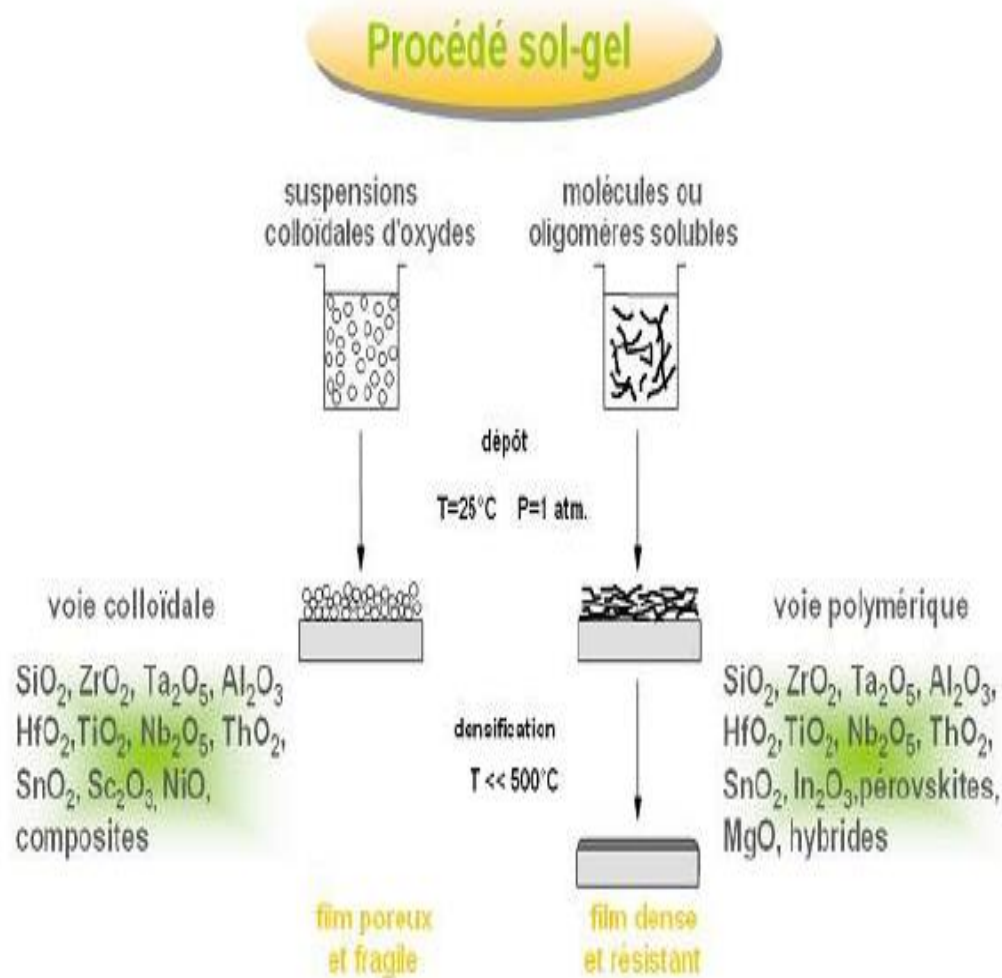 Procédé sol-gel
suspensions
colloïdales d'oxydes
molécules ou
oligomères solubles
dépôt
T=25°C P=1 atm.
voie colloïdale
SiO₂, ZrO₂, Ta₂O₅, Al₂O₃
HfO₂,TiO₂, Nb₂O₅, ThO₂,
SnO₂, Sc₂O₃, NiO,
composites
voie polymérique
SiO₂, ZrO₂, Ta₂O₅, Al₂O₃,
HfO₂,TiO₂, Nb₂O₅, ThO₂,
SnO₂, In₂O₃,pérovskites,
MgO, hybrides
densification
T << 500°C
film poreux
et fragile
film dense
et résistant